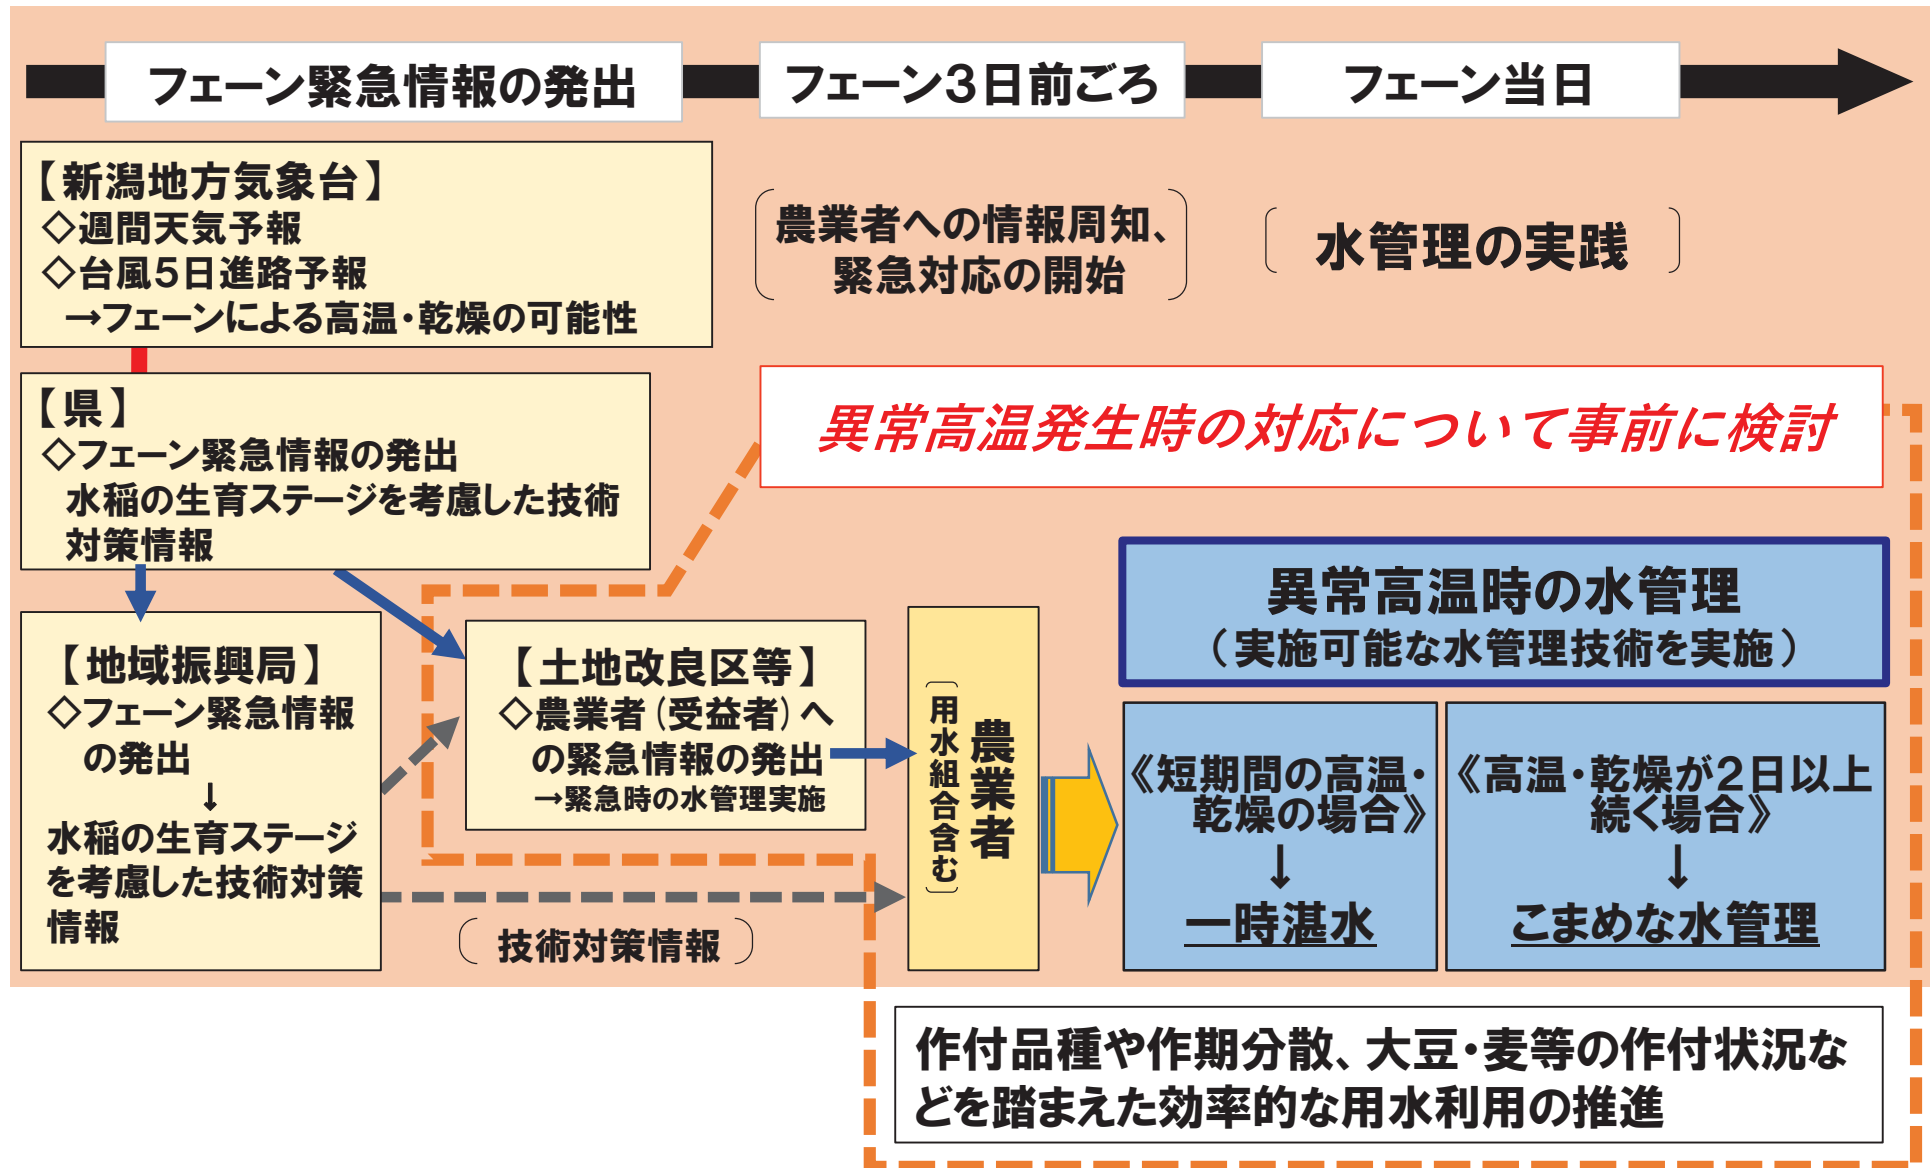 フェーン緊急情報の発出
フェーン3日前ごろ
フェーン当日
【新潟地方気象台】
◇週間天気予報
◇台風5日進路予報
→フェーンによる高温・乾燥の可能性
農業者への情報周知、
緊急対応の開始
水管理の実践
【県】
◇フェーン緊急情報の発出
水稲の生育ステージを考慮した技術
対策情報
異常高温発生時の対応について事前に検討
【地域振興局】
◇フェーン緊急情報
の発出
↓
水稲の生育ステージ
を考慮した技術対策
情報
【土地改良区等】
◇農業者(受益者)へ
の緊急情報の発出
→緊急時の水管理実施
技術対策情報
農業者
〔用水組合含む〕
異常高温時の水管理
(実施可能な水管理技術を実施)
《短期間の高温・
乾燥の場合》
↓
一時湛水
《高温・乾燥が2日以上
続く場合》
↓
こまめな水管理
作付品種や作期分散、大豆・麦等の作付状況な
どを踏まえた効率的な用水利用の推進